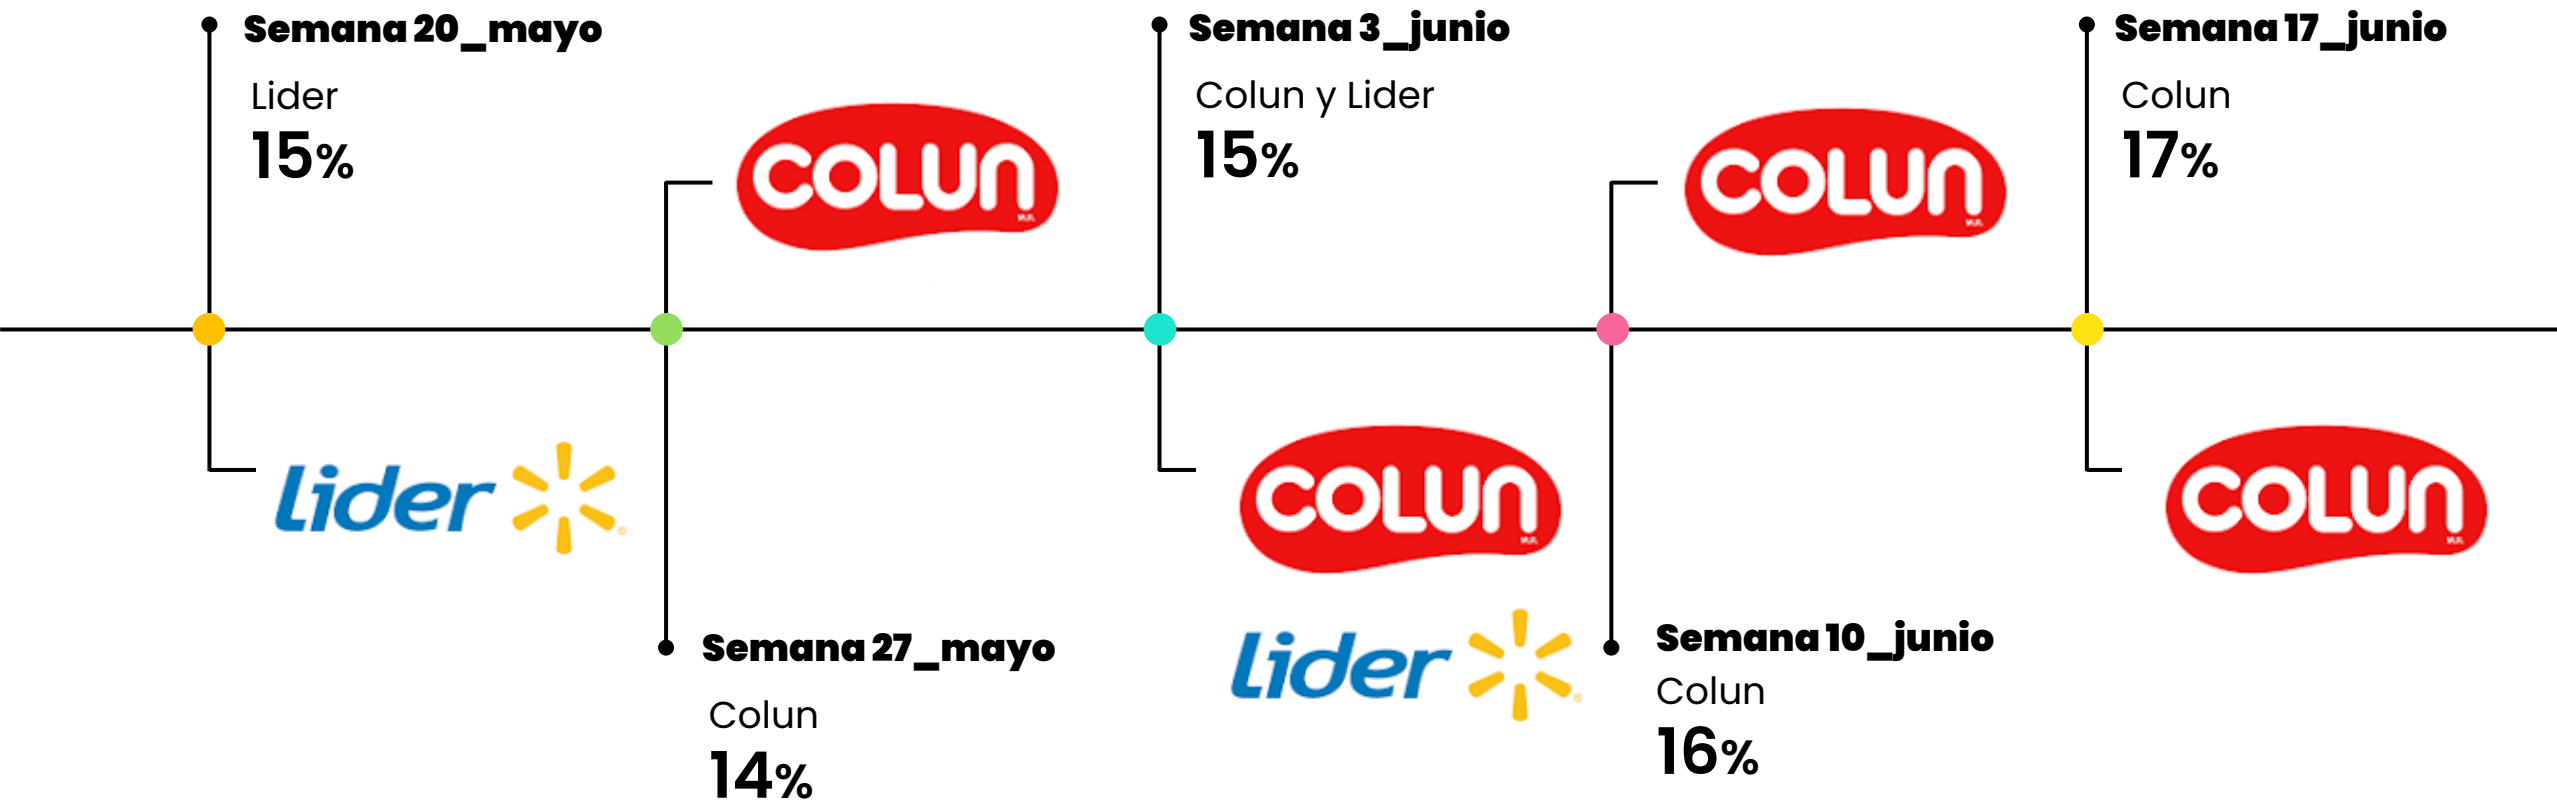 Semana 20_mayo
Lider
15%
lider
COLUN
M.R.
Semana 27_mayo
Colun
14%
Semana 3_junio
Colun y Lider
15%
COLUN
M.R.
lider
COLUN
M.R.
Semana 10_junio
Colun
16%
Semana 17_junio
Colun
17%
COLUN
M.R.